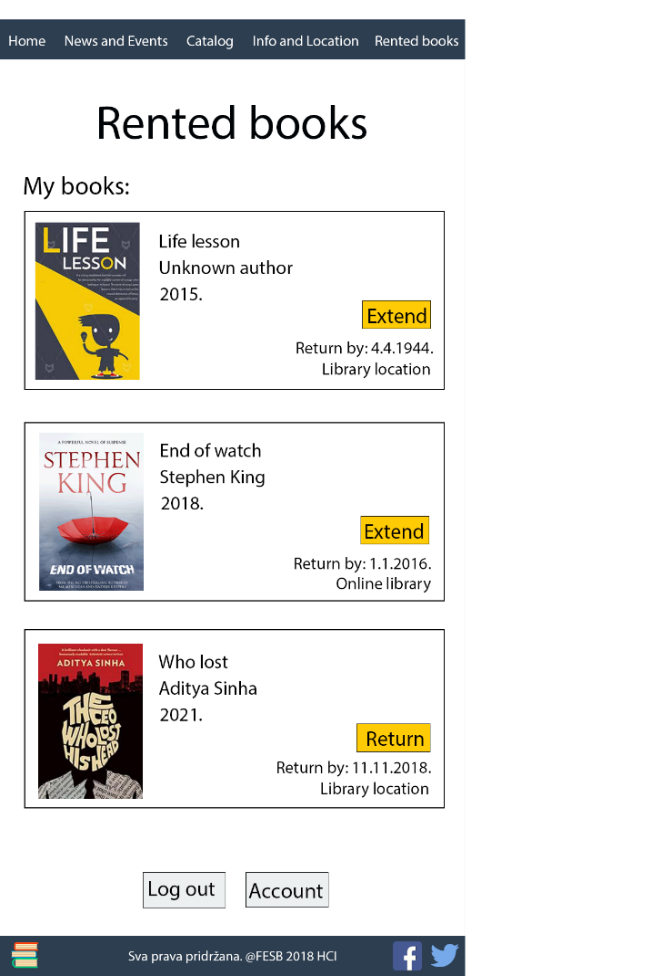 Home News and Events Catalog Info and Location Rented books
Rented books
My books:
LIFE
LESSON
Life lesson
Unknown author
2015.
Extend
Return by: 4.4.1944.
Library location
A POWERFUL NOVEL OF SUSPENSE
STEPHEN
KING
END OF WATCH
End of watch
Stephen King
2018.
Extend
Return by: 1.1.2016.
Online library
ADITYA SINHA
THE
CEO
WHO LOST
HIS HEAD
Who lost
Aditya Sinha
2021.
Return
Return by: 11.11.2018.
Library location
Log out Account
Sva prava pridržana. @FESB 2018 HCI